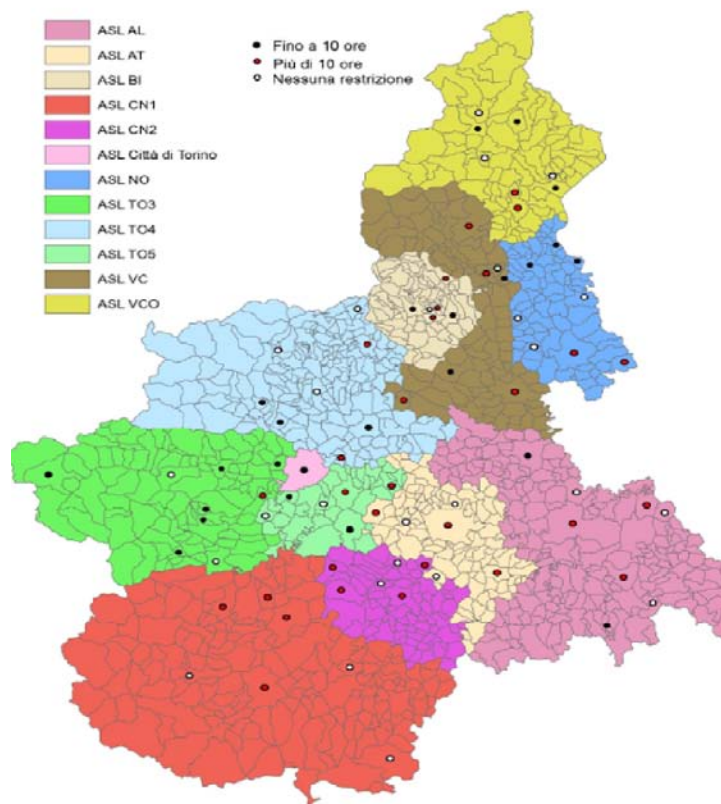 ASL AL
ASL AT
ASL BI
ASL CN1
ASL CN2
ASL Città di Torino
ASL NO
ASL TO3
ASL TO4
ASL TO5
ASL VC
ASL VCO
Fino a 10 ore
Più di 10 ore
Nessuna restrizione